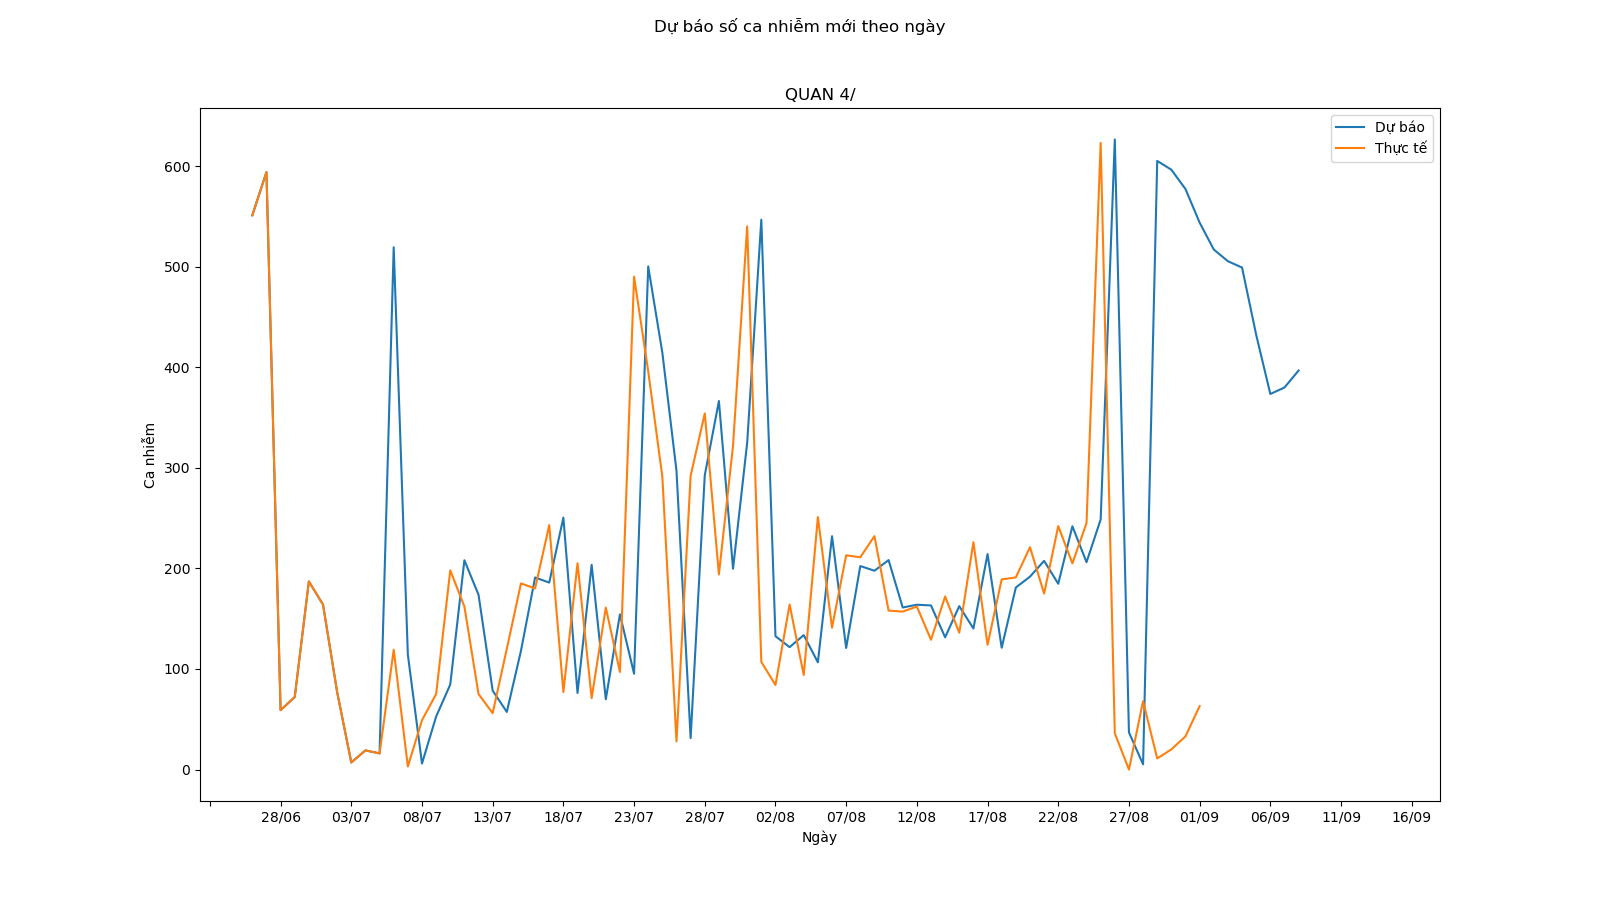 Dự báo số ca nhiễm mới theo ngày
QUAN 4/
Dự báo
Thực tế
600
500
400
300
200
100
0
Ca nhiễm
28/06 03/07 08/07 13/07 18/07 23/07 28/07 02/08 07/08 12/08 17/08 22/08 27/08 01/09 06/09 11/09 16/09
Ngày